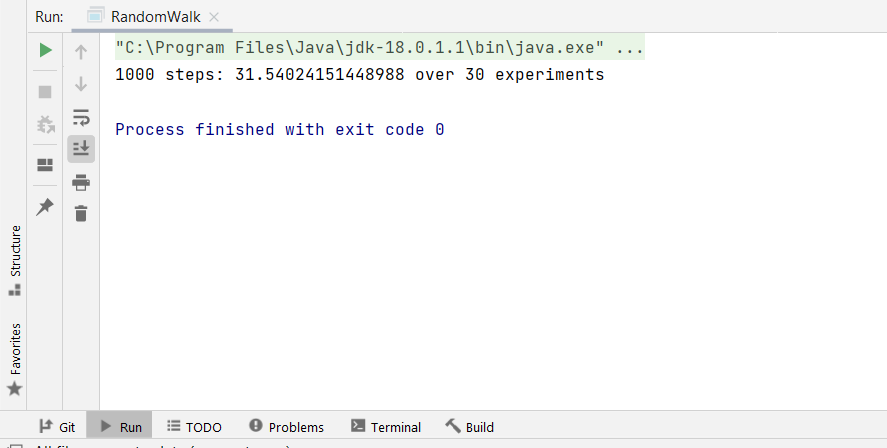 Run: RandomWalk
"C:\Program Files\Java\jdk-18.0.1.1\bin\java.exe" ...
1000 steps: 31.54024151448988 over 30 experiments
Process finished with exit code 0
Structure
Favorites
Git Run TODO Problems Terminal Build